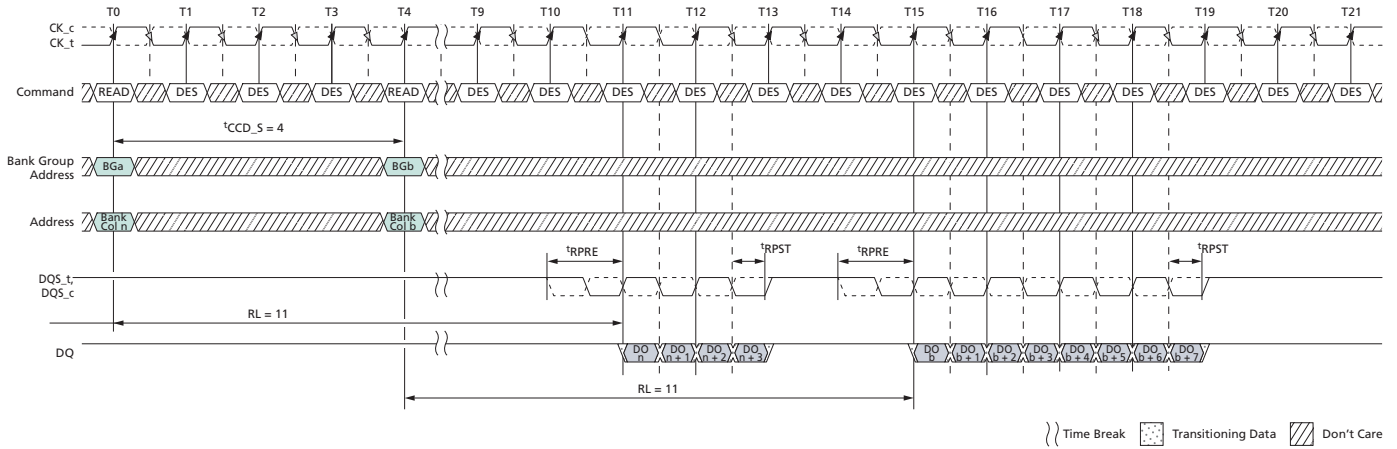 T0 T1 T2 T3 T4 T9 T10 T11 T12 T13 T14 T15 T16 T17 T18 T19 T20 T21
CK_c
CK_t
Command READ DES DES DES READ DES DES DES DES DES DES DES DES DES DES DES DES DES
tCCD_S = 4
Bank Group
Address
BGa BGb
Address
Bank
Col n
Bank
Col b
tRPRE tRPST tRPRE tRPST
DQS_t,
DQS_c
RL = 11
DQ
DO
n
DO
n + 1
DO
n + 2
DO
n + 3
DO
b
DO
b + 1
DO
b + 2
DO
b + 3
DO
b + 4
DO
b + 5
DO
b + 6
DO
b + 7
RL = 11
Time Break Transitioning Data Don't Care